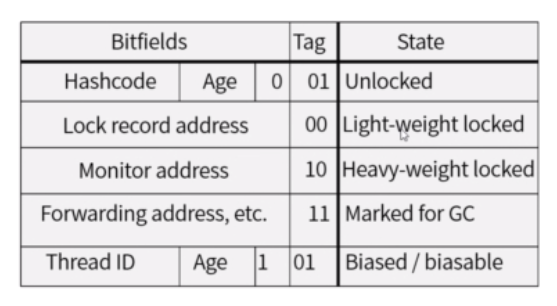 Bitfields Tag State
Hashcode Age 0 01 Unlocked
Lock record address 00 Light-weight locked
Monitor address 10 Heavy-weight locked
Forwarding address, etc. 11 Marked for GC
Thread ID Age 1 01 Biased / biasable